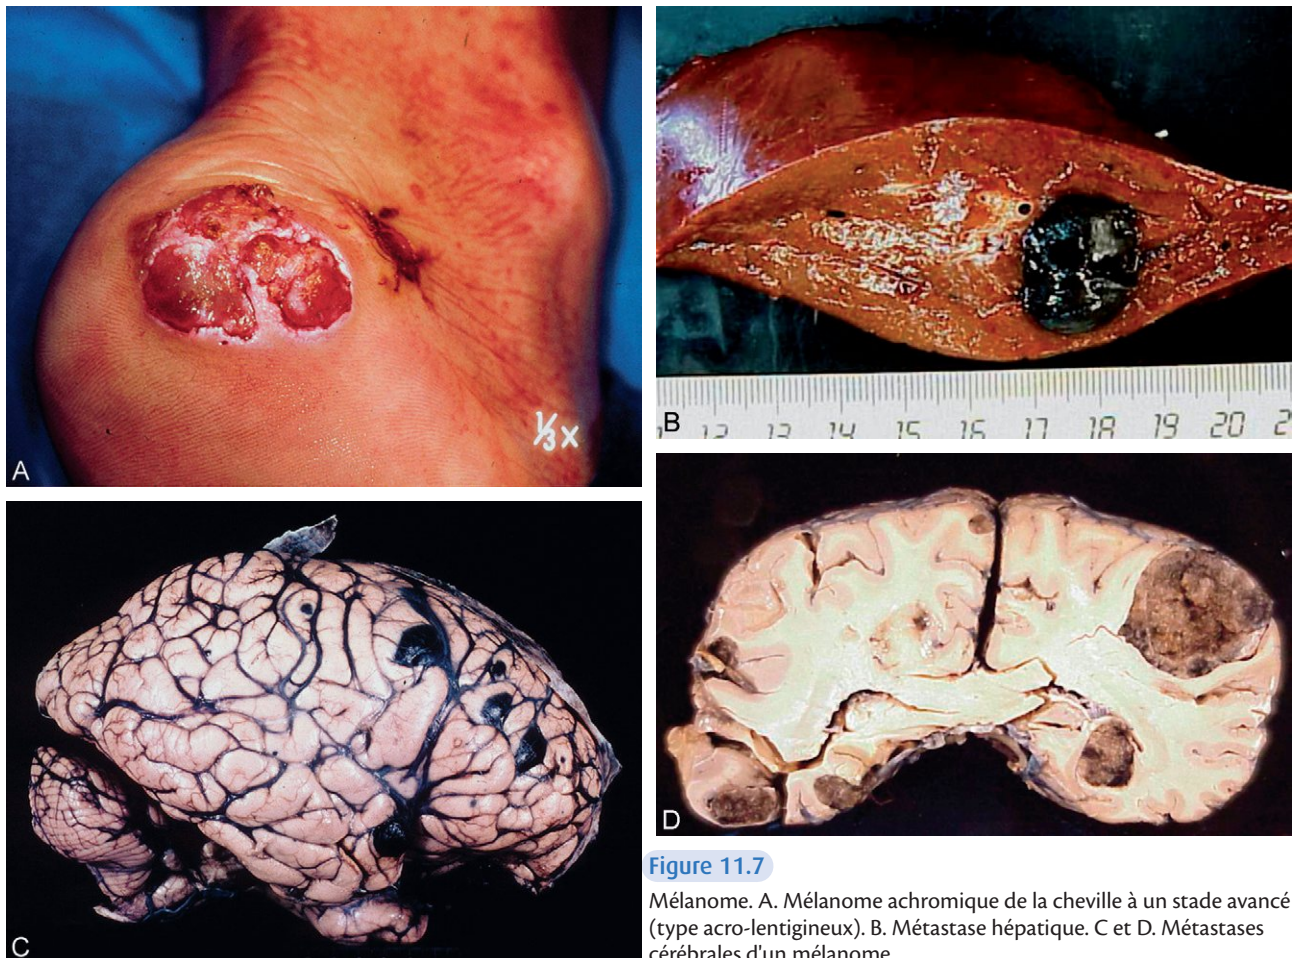 A
⅓x
B
12 13 14 15 16 17 18 19 20
C
D
Figure 11.7
Mélanome. A. Mélanome achromique de la cheville à un stade avancé
(type acro-lentigineux). B. Métastase hépatique. C et D. Métastases
cérébrales d'un mélanome.